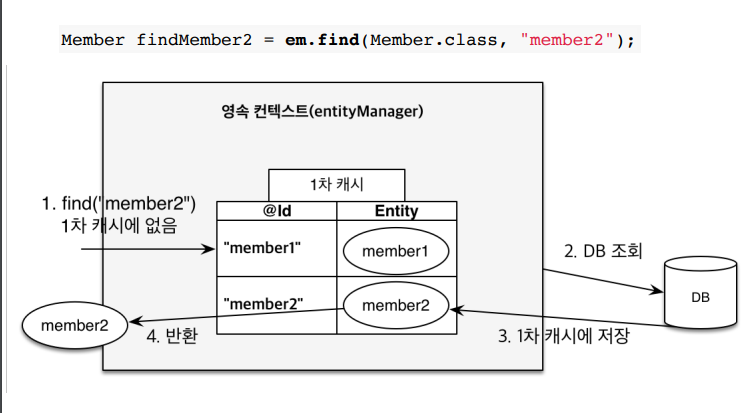 Member findMember2 = em.find(Member.class, "member2");
영속 컨텍스트(entityManager)
1차 캐시
1. find("member2")
1차 캐시에 없음
@Id
Entity
"member1"
member1
2. DB 조회
DB
"member2"
member2
member2
4. 반환
3. 1차 캐시에 저장